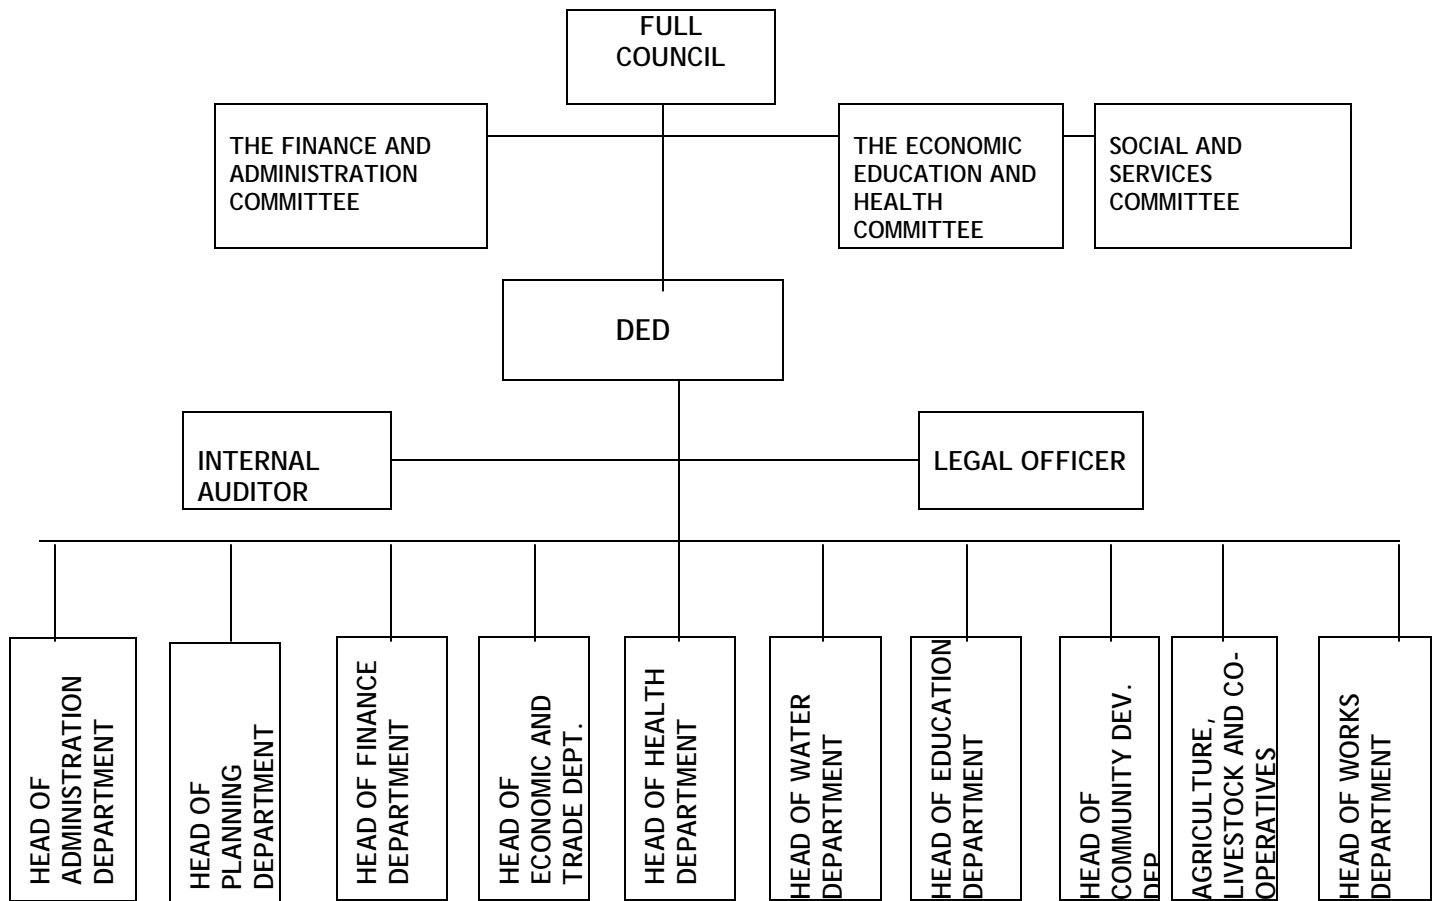 FULL
COUNCIL
THE FINANCE AND
ADMINISTRATION
COMMITTEE
THE ECONOMIC
EDUCATION AND
HEALTH
COMMITTEE
SOCIAL AND
SERVICES
COMMITTEE
DED
INTERNAL
AUDITOR
LEGAL OFFICER
HEAD OF
ADMINISTRATION
DEPARTMENT
HEAD OF
PLANNING
DEPARTMENT
HEAD OF FINANCE
DEPARTMENT
HEAD OF
ECONOMIC AND
TRADE DEPT.
HEAD OF HEALTH
DEPARTMENT
HEAD OF WATER
DEPARTMENT
HEAD OF EDUCATION
DEPARTMENT
HEAD OF
COMMUNITY DEV.
DEP
AGRICULTURE,
LIVESTOCK AND CO-
OPERATIVES
HEAD OF WORKS
DEPARTMENT